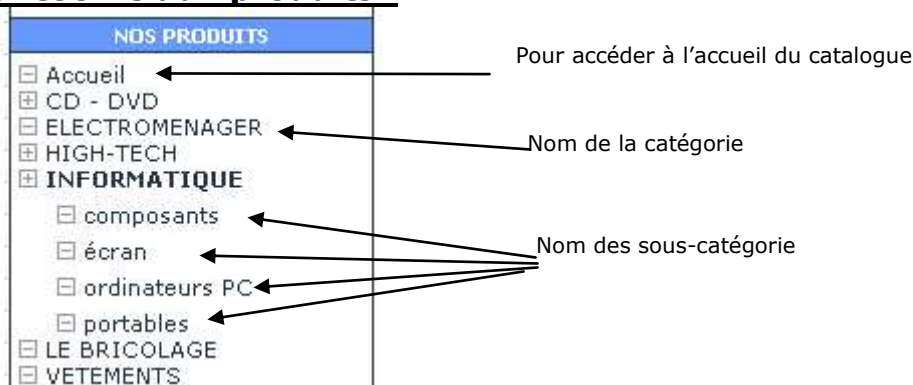 NOS PRODUITS
Pour accéder à l’accueil du catalogue
Accueil
CD - DVD
ELECTROMENAGER
Nom de la catégorie
HIGH-TECH
INFORMATIQUE
composants
Nom des sous-catégorie
écran
ordinateurs PC
portables
LE BRICOLAGE
VETEMENTS